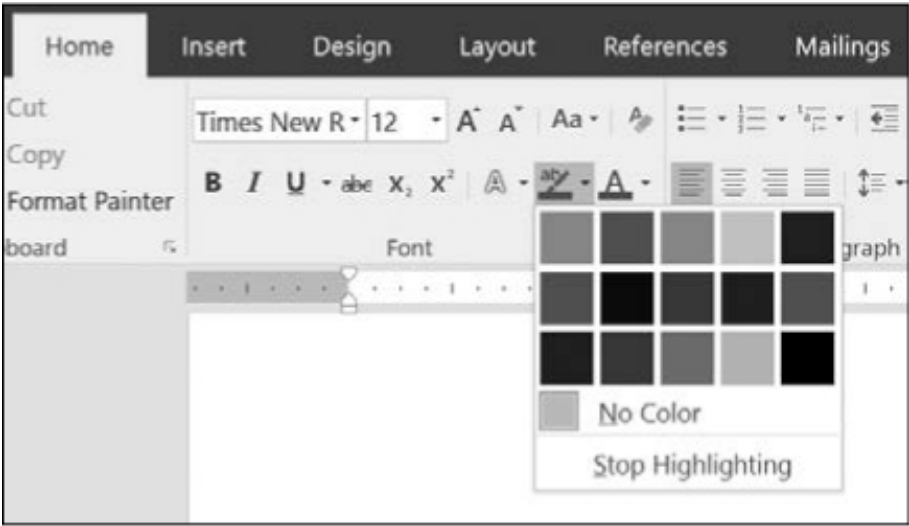 Home Insert Design Layout References Mailings
Cut
Times New R 12 A A Aa
Copy
B I U abc X₂ X² A ab A
Format Painter
board Font graph
No Color
Stop Highlighting